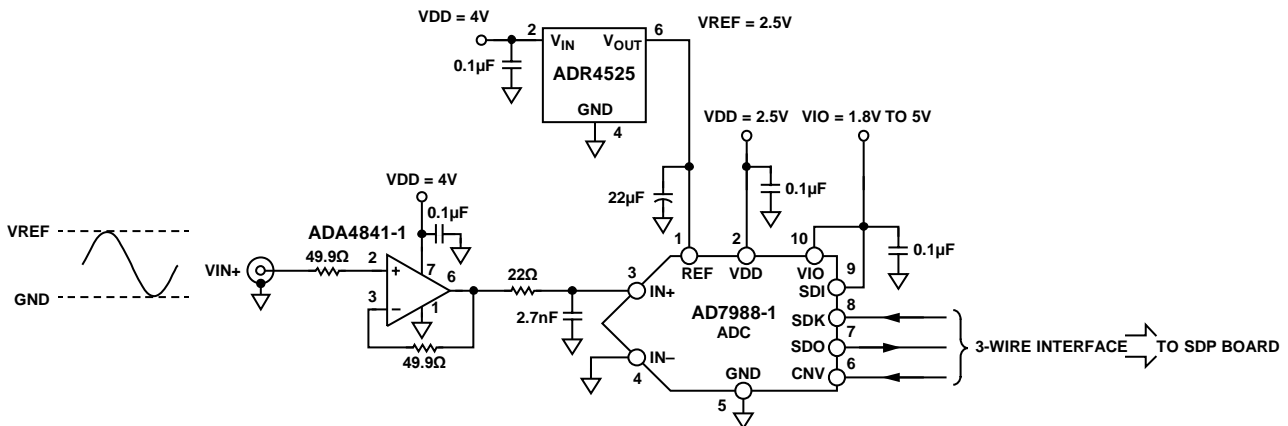 VDD = 4V
2
VIN
VOUT
6
VREF = 2.5V
0.1µF
ADR4525
GND
4
VDD = 2.5V
VIO = 1.8V TO 5V
VDD = 4V
0.1µF
22µF
0.1µF
ADA4841-1
VREF
VIN+
GND
49.9Ω
2
+
7
6
3
–
1
49.9Ω
22Ω
2.7nF
1
2
10
0.1µF
REF
VDD
VIO
9
SDI
3
IN+
AD7988-1
ADC
8
SDK
7
SDO
6
CNV
IN–
4
GND
5
3-WIRE INTERFACE
TO SDP BOARD